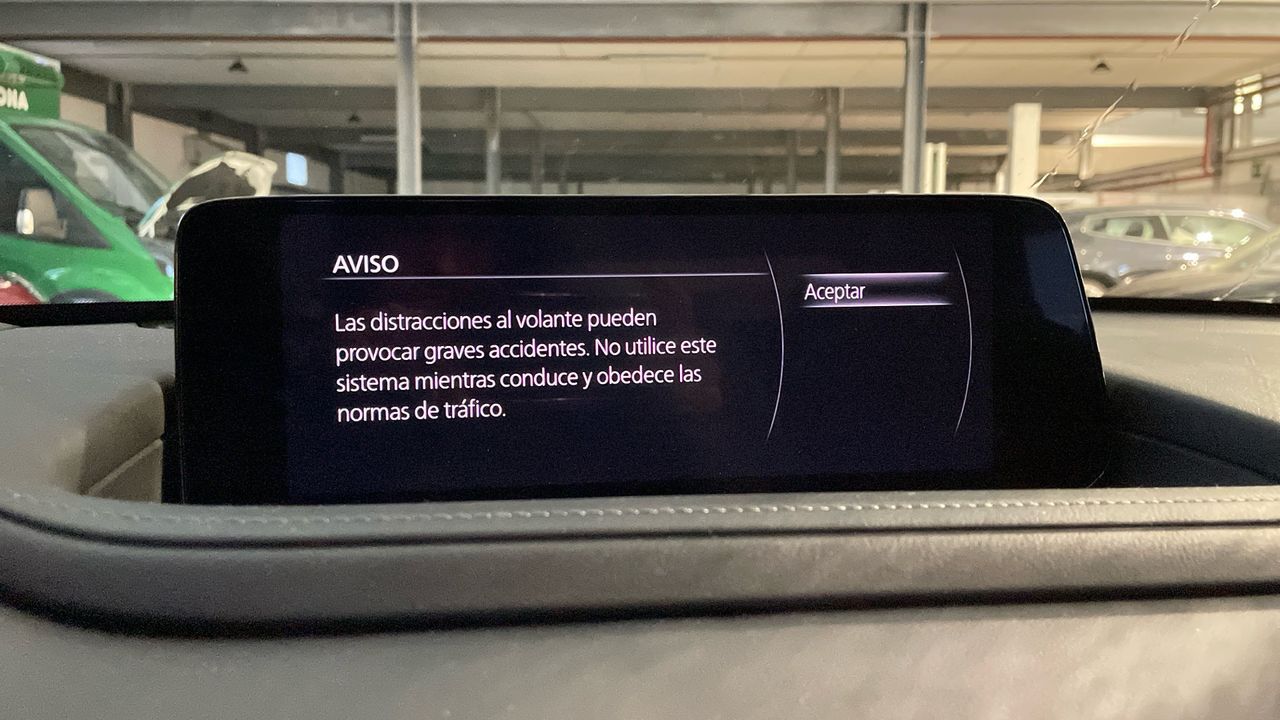 AVISO
Aceptar
Las distracciones al volante pueden
provocar graves accidentes. No utilice este
sistema mientras conduce y obedece las
normas de tráfico.